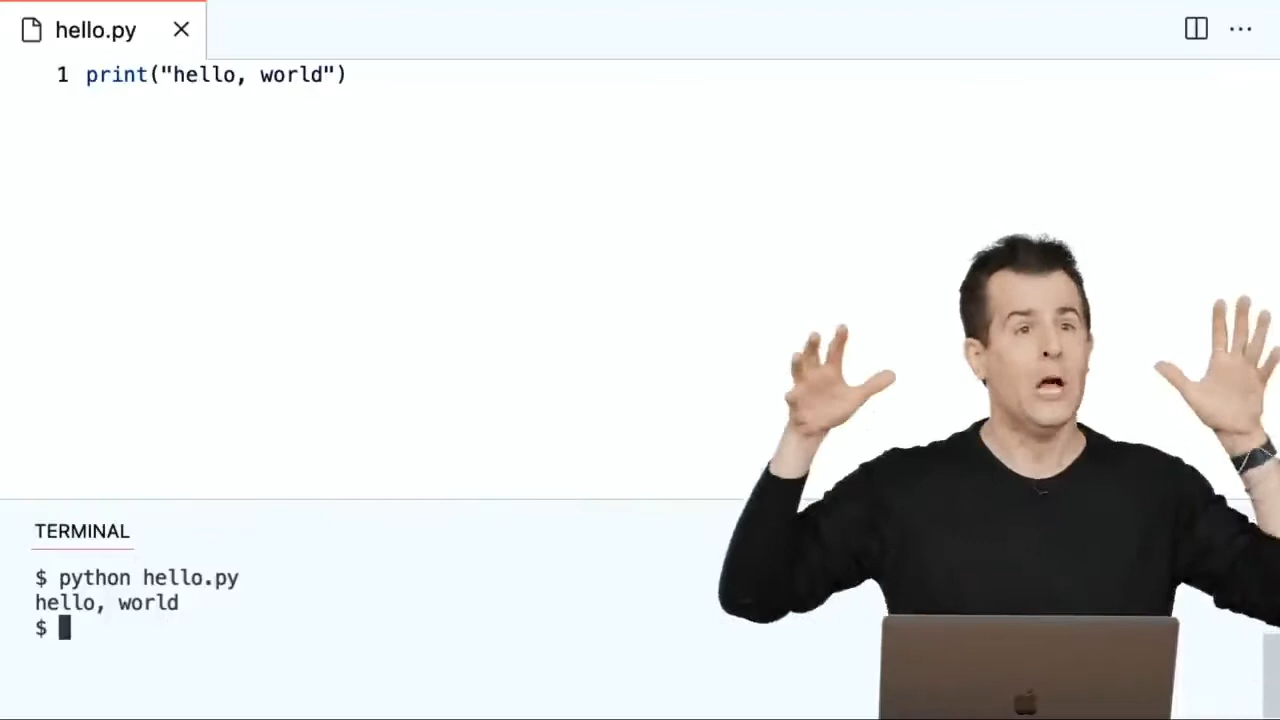 hello.py
1 print("hello, world")
TERMINAL
$ python hello.py
hello, world
$